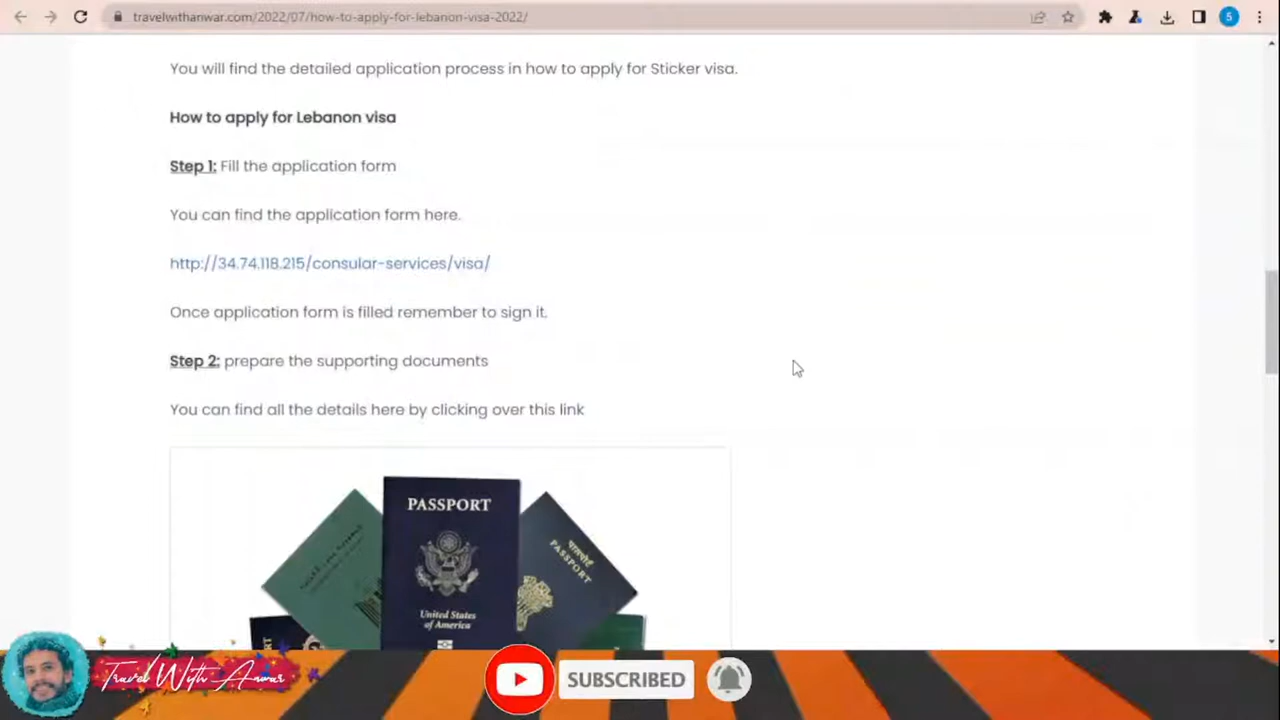 travelwithanwar.com/2022/07/how-to-apply-for-lebanon-visa-2022/
5
You will find the detailed application process in how to apply for Sticker visa.
How to apply for Lebanon visa
Step 1: Fill the application form
You can find the application form here.
http://34.74.118.215/consular-services/visa/
Once application form is filled remember to sign it.
Step 2: prepare the supporting documents
You can find all the details here by clicking over this link
PASSPORT
United States
of America
पासपोर्ट
PASSPORT
Travel With Anwar
SUBSCRIBED